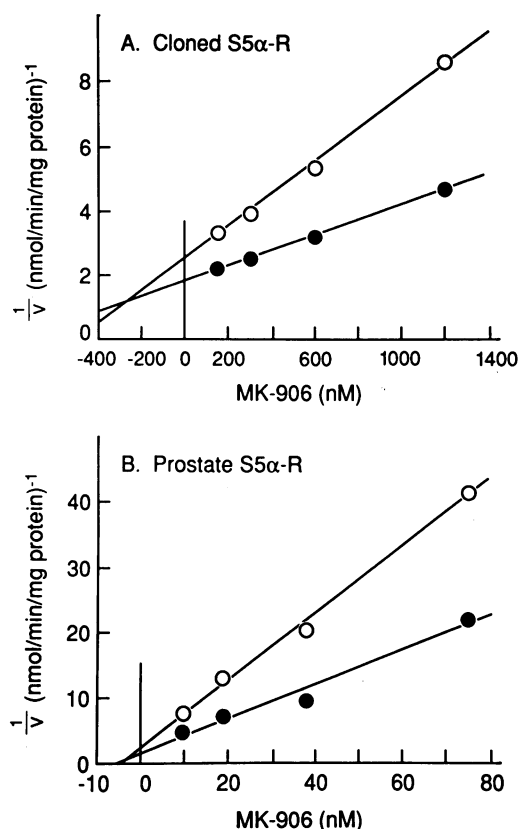 A. Cloned S5α-R
8
6
4
2
0
-400 -200 0 200 600 1000 1400
1/v (nmol/min/mg protein)⁻¹
MK-906 (nM)
B. Prostate S5α-R
40
30
20
10
0
-10 0 20 40 60 80
1/v (nmol/min/mg protein)⁻¹
MK-906 (nM)